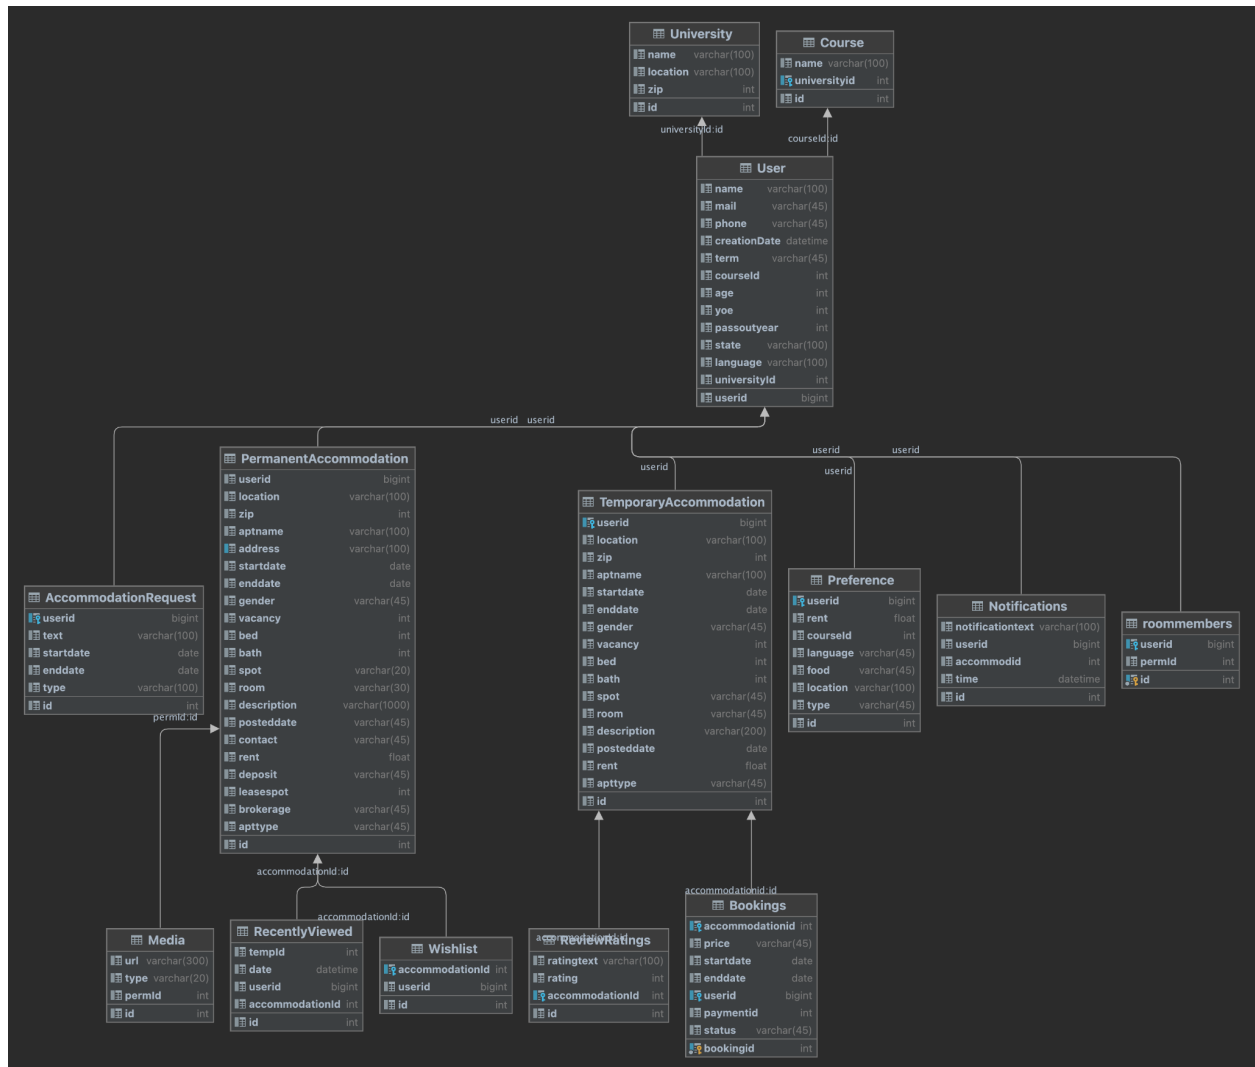 University
name varchar(100)
location varchar(100)
zip int
id int
Course
name varchar(100)
universityid int
id int
universityId:id
courseId:id
User
name varchar(100)
mail varchar(45)
phone varchar(45)
creationDate datetime
term varchar(45)
courseId int
age int
yoe int
passoutyear int
state varchar(100)
language varchar(100)
universityId int
userid bigint
userid userid
userid
userid
userid
userid
PermanentAccommodation
userid bigint
location varchar(100)
zip int
aptname varchar(100)
address varchar(100)
startdate date
enddate date
gender varchar(45)
vacancy int
bed int
bath int
spot varchar(20)
room varchar(30)
description varchar(1000)
posteddate varchar(45)
contact varchar(45)
rent float
deposit varchar(45)
leasespot int
brokerage varchar(45)
apttype varchar(45)
id int
TemporaryAccommodation
userid bigint
location varchar(100)
zip int
aptname varchar(100)
startdate date
enddate date
gender varchar(45)
vacancy int
bed int
bath int
spot varchar(45)
room varchar(45)
description varchar(200)
posteddate date
rent float
apttype varchar(45)
id int
Preference
userid bigint
rent float
courseId int
language varchar(45)
food varchar(45)
location varchar(100)
type varchar(45)
id int
Notifications
notificationtext varchar(100)
userid bigint
accommodid int
time datetime
id int
roommembers
userid bigint
permId int
id int
AccommodationRequest
userid bigint
text varchar(100)
startdate date
enddate date
type varchar(100)
id int
permId:id
accommodationId:id
accommodationId:id
accommodationId:id
accommodationId:id
Media
url varchar(300)
type varchar(20)
permId int
id int
RecentlyViewed
tempId int
date datetime
userid bigint
accommodationId int
id int
Wishlist
accommodationId int
userid bigint
id int
ReviewRatings
ratingtext varchar(100)
rating int
accommodationId int
id int
Bookings
accommodationid int
price varchar(45)
startdate date
enddate date
userid bigint
paymentid int
status varchar(45)
bookingid int